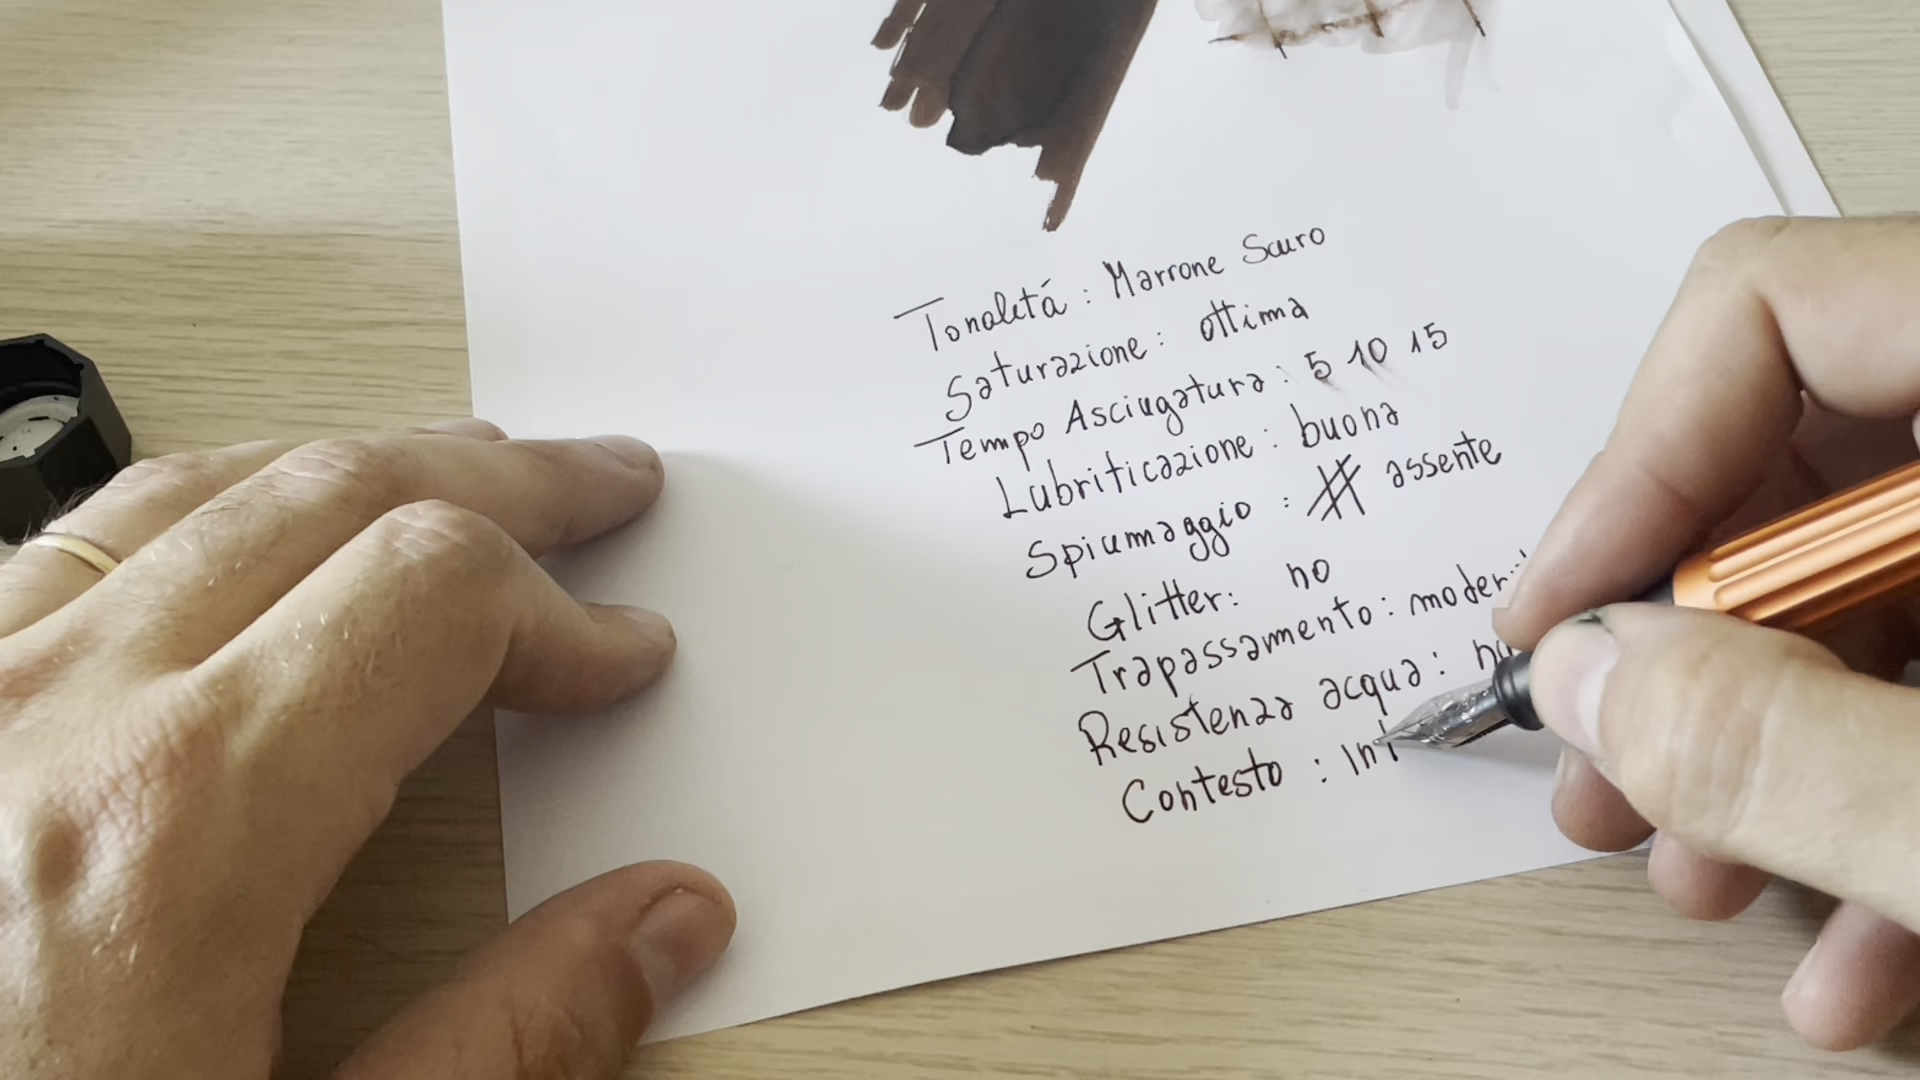 Tonalitá : Marrone Scuro
Saturazione : ottima
Tempo Asciugatura : 5 10 15
Lubrificazione : buona
Spiumaggio : # assente
Glitter: no
Trapassamento :
Resistenza acqua :
Contesto :